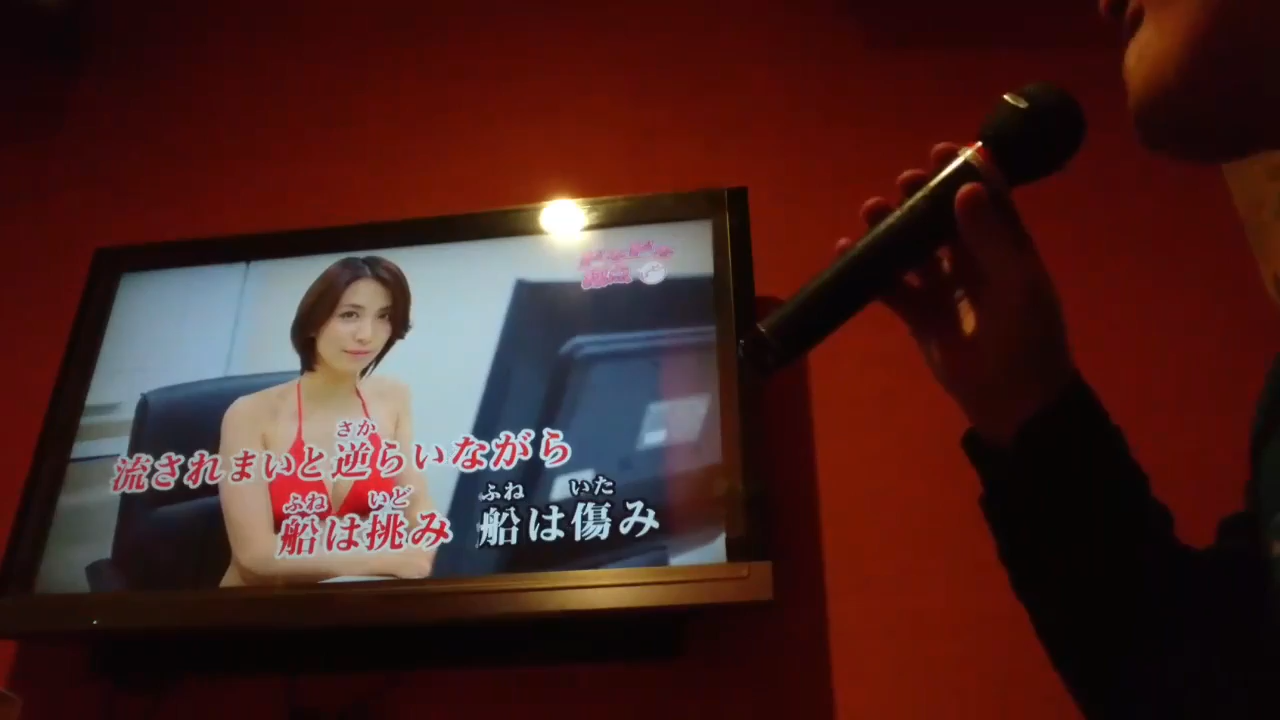 さか
流されまいと逆らいながら
ふね いど ふね いた
船は挑み 船は傷み